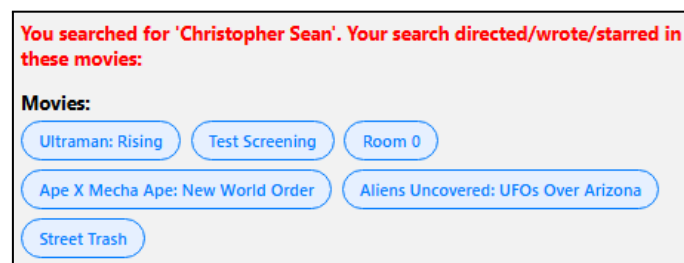 You searched for 'Christopher Sean'. Your search directed/wrote/starred in
these movies:
Movies:
Ultraman: Rising Test Screening Room 0
Ape X Mecha Ape: New World Order Aliens Uncovered: UFOs Over Arizona
Street Trash